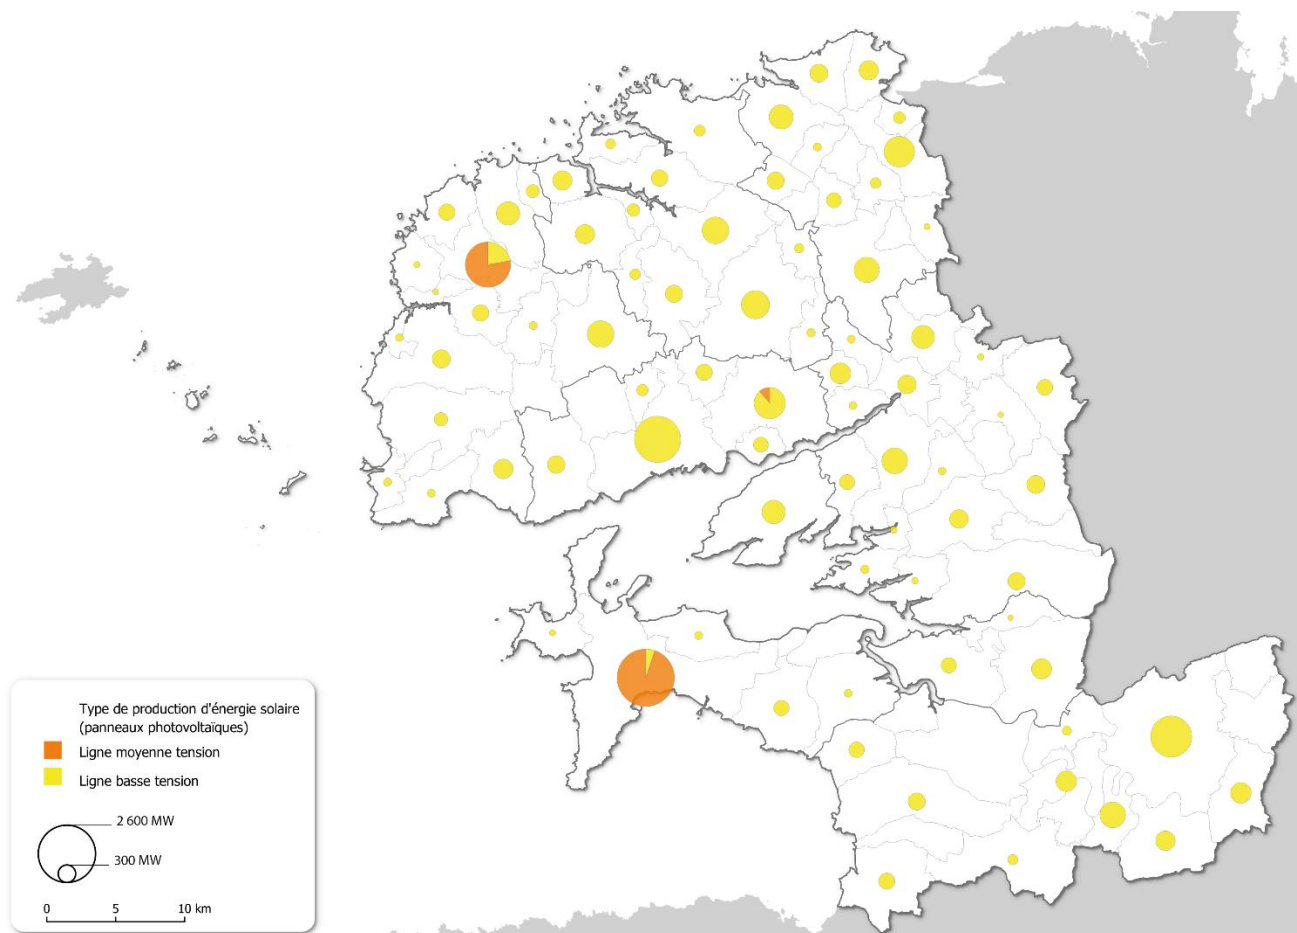 Type de production d'énergie solaire
(panneaux photovoltaïques)
Ligne moyenne tension
Ligne basse tension
2 600 MW
300 MW
0 5 10 km